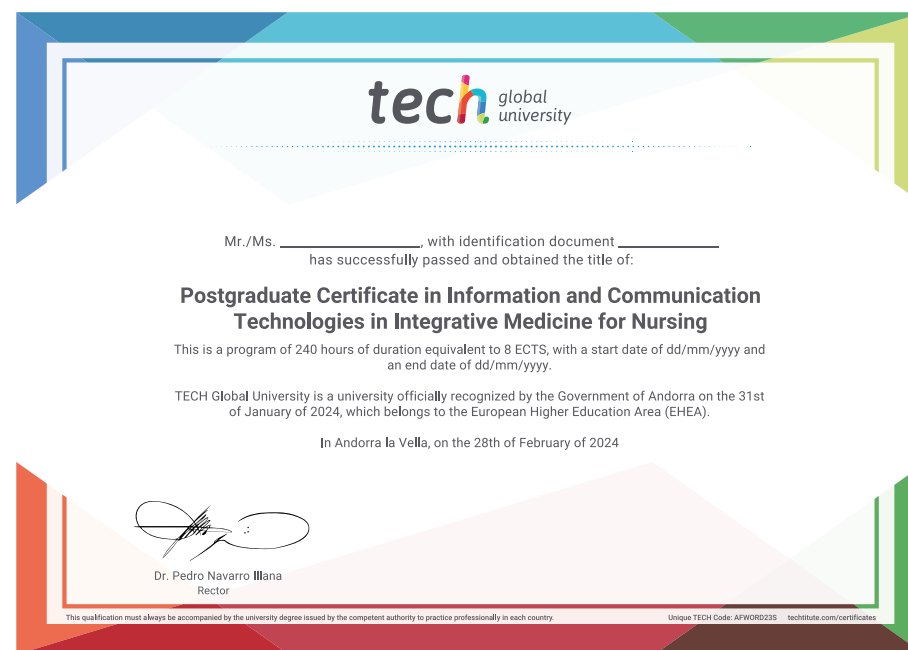 tech global
university
Mr./Ms. ____________, with identification document ____________
has successfully passed and obtained the title of:
Postgraduate Certificate in Information and Communication
Technologies in Integrative Medicine for Nursing
This is a program of 240 hours of duration equivalent to 8 ECTS, with a start date of dd/mm/yyyy and
an end date of dd/mm/yyyy.
TECH Global University is a university officially recognized by the Government of Andorra on the 31st
of January of 2024, which belongs to the European Higher Education Area (EHEA).
In Andorra la Vella, on the 28th of February of 2024
Dr. Pedro Navarro Illana
Rector
This qualification must always be accompanied by the university degree issued by the competent authority to practice professionally in each country. Unique TECH Code: AFWORD23S techtitute.com/certificates